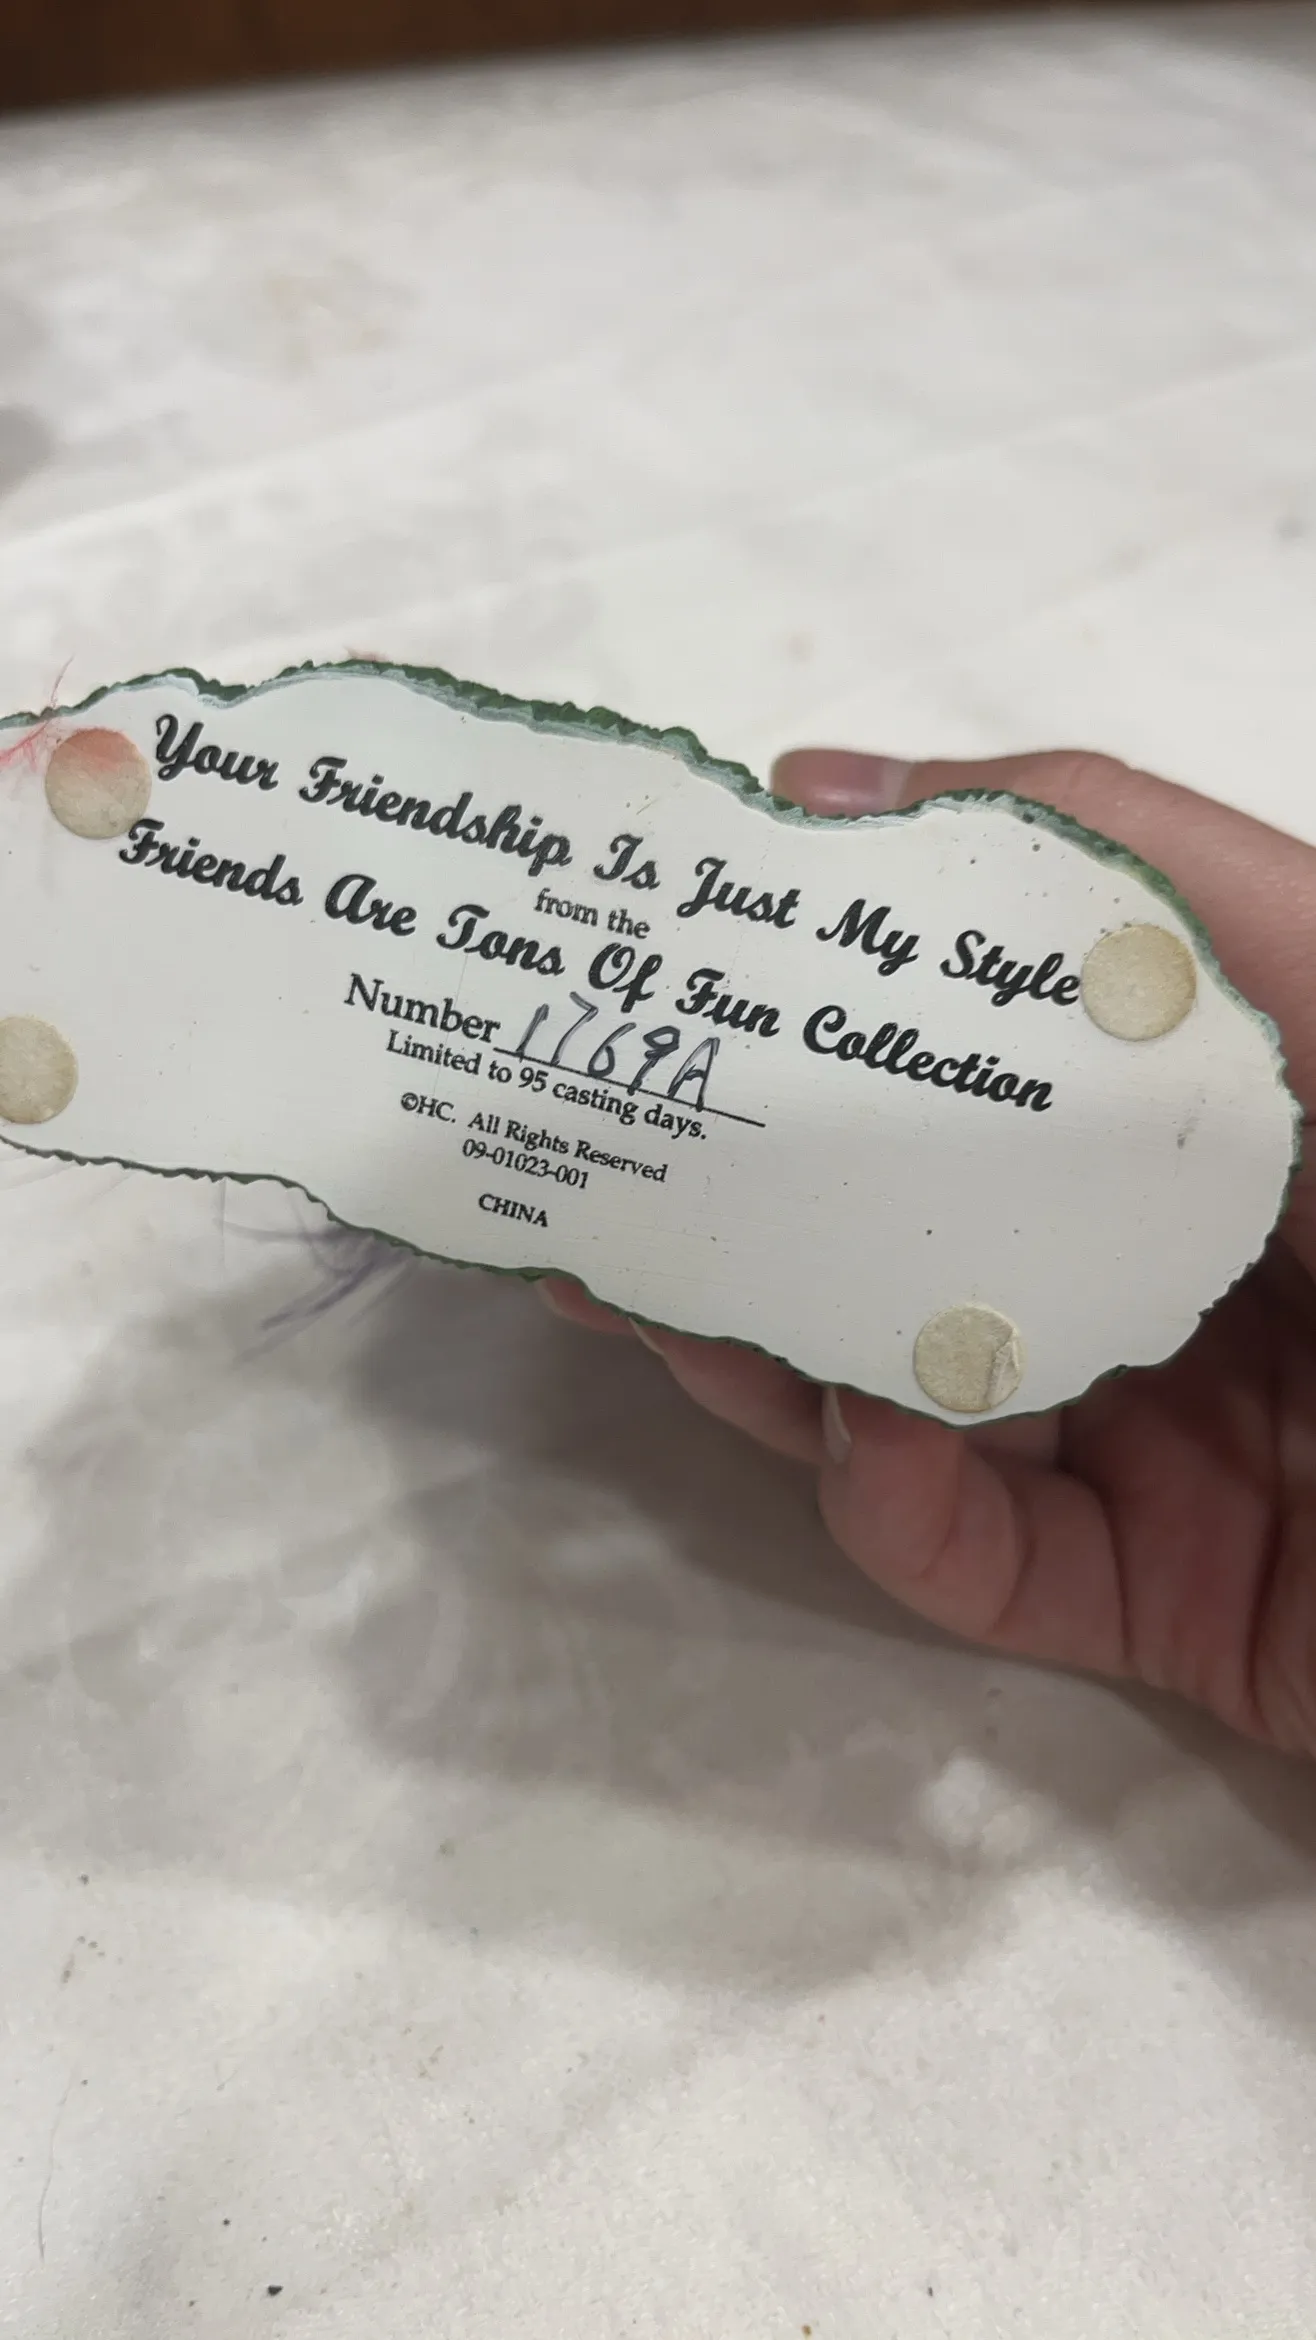 Your Friendship Is Just My Style
from the
Friends Are Tons Of Fun Collection
Number 1769A
Limited to 95 casting days.
©HC. All Rights Reserved
09-01023-001
CHINA